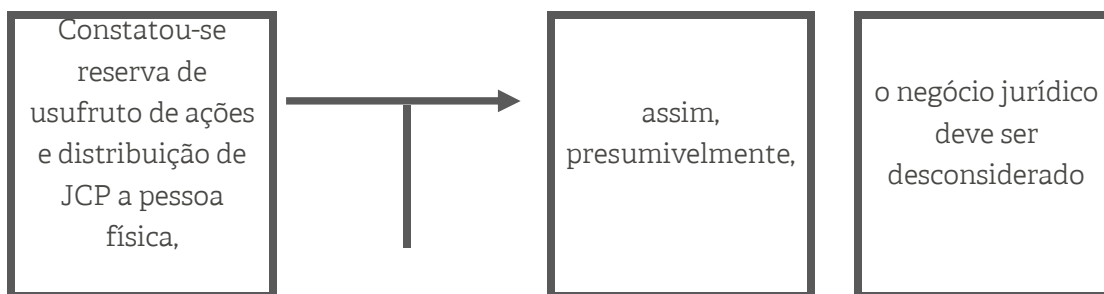 Constatou-se
reserva de
usufruto de ações
e distribuição de
JCP a pessoa
física,
assim,
presumivelmente,
o negócio jurídico
deve ser
desconsiderado